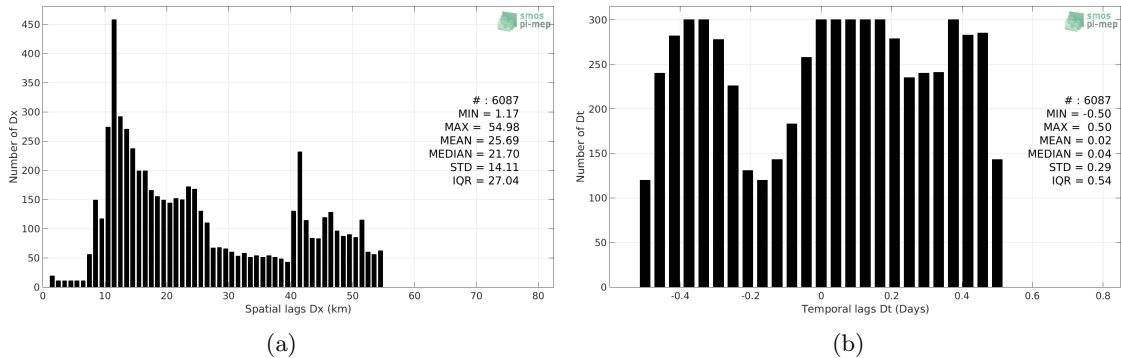 smos
pi-mep
450
400
350
300
250
200
150
100
50
0
Number of Dx
# : 6087
MIN = 1.17
MAX = 54.98
MEAN = 25.69
MEDIAN = 21.70
STD = 14.11
IQR = 27.04
0 10 20 30 40 50 60 70 80
Spatial lags Dx (km)
(a)
smos
pi-mep
300
250
200
150
100
50
0
Number of Dt
# : 6087
MIN = -0.50
MAX = 0.50
MEAN = 0.02
MEDIAN = 0.04
STD = 0.29
IQR = 0.54
-0.4 -0.2 0 0.2 0.4 0.6 0.8
Temporal lags Dt (Days)
(b)